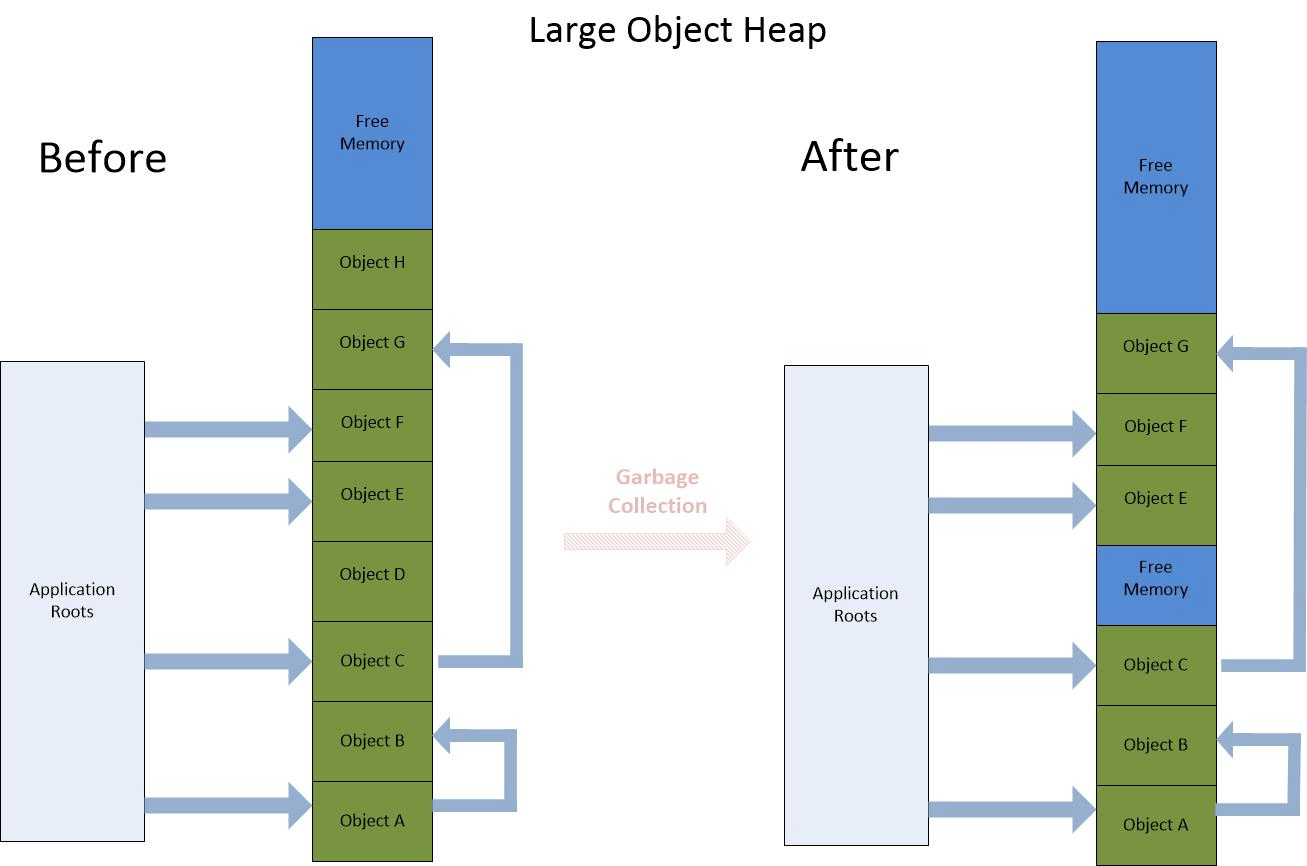 Large Object Heap
Before
Free
Memory
Object H
Object G
Object F
Object E
Object D
Object C
Object B
Object A
Application
Roots
Garbage
Collection
After
Free
Memory
Object G
Object F
Object E
Free
Memory
Object C
Object B
Object A
Application
Roots